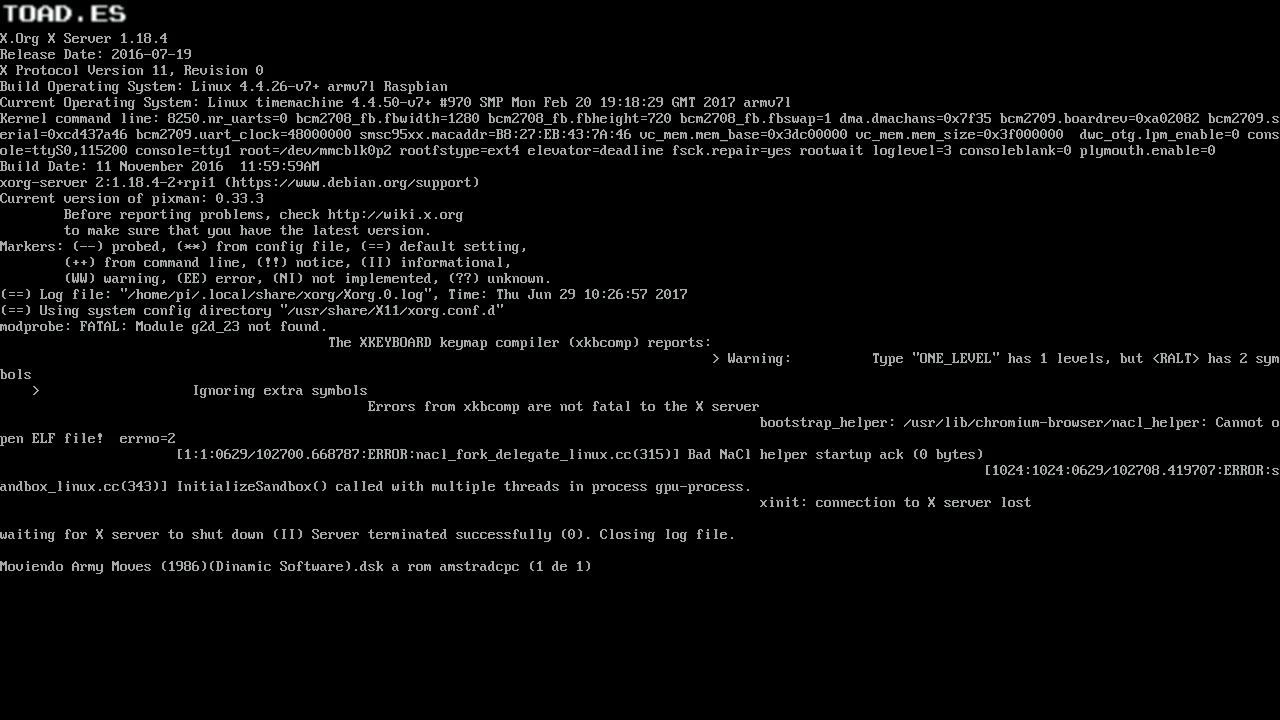 TOAD.ES
X.Org X Server 1.18.4
Release Date: 2016-07-19
X Protocol Version 11, Revision 0
Build Operating System: Linux 4.4.26-v7+ armv7l Raspbian
Current Operating System: Linux timemachine 4.4.50-v7+ #970 SMP Mon Feb 20 19:18:29 GMT 2017 armv7l
Kernel command line: 8250.nr_uarts=0 bcm2708_fb.fbwidth=1280 bcm2708_fb.fbheight=720 bcm2708_fb.fbswap=1 dma.dmachans=0x7f35 bcm2709.boardrev=0xa02082 bcm2709.s
erial=0xcd437a46 bcm2709.uart_clock=48000000 smsc95xx.macaddr=B8:27:EB:43:7A:46 vc_mem.mem_base=0x3dc00000 vc_mem.mem_size=0x3f000000  dwc_otg.lpm_enable=0 cons
ole=ttyS0,115200 console=tty1 root=/dev/mmcblk0p2 rootfstype=ext4 elevator=deadline fsck.repair=yes rootwait loglevel=3 consoleblank=0 plymouth.enable=0
Build Date: 11 November 2016  11:59:59AM
xorg-server 2:1.18.4-2+rpi1 (https://www.debian.org/support)
Current version of pixman: 0.33.3
Before reporting problems, check http://wiki.x.org
to make sure that you have the latest version.
Markers: (--) probed, (**) from config file, (==) default setting,
(++) from command line, (!!) notice, (II) informational,
(WW) warning, (EE) error, (NI) not implemented, (??) unknown.
(==) Log file: "/home/pi/.local/share/xorg/Xorg.0.log", Time: Thu Jun 29 10:26:57 2017
(==) Using system config directory "/usr/share/X11/xorg.conf.d"
modprobe: FATAL: Module g2d_23 not found.
The XKEYBOARD keymap compiler (xkbcomp) reports:
> Warning:          Type "ONE_LEVEL" has 1 levels, but <RALT> has 2 sym
bols
>                   Ignoring extra symbols
Errors from xkbcomp are not fatal to the X server
bootstrap_helper: /usr/lib/chromium-browser/nacl_helper: Cannot o
pen ELF file!  errno=2
[1:1:0629/102700.668787:ERROR:nacl_fork_delegate_linux.cc(315)] Bad NaCl helper startup ack (0 bytes)
[1024:1024:0629/102708.419707:ERROR:s
andbox_linux.cc(343)] InitializeSandbox() called with multiple threads in process gpu-process.
xinit: connection to X server lost
waiting for X server to shut down (II) Server terminated successfully (0). Closing log file.
Moviendo Army Moves (1986)(Dinamic Software).dsk a rom amstradcpc (1 de 1)